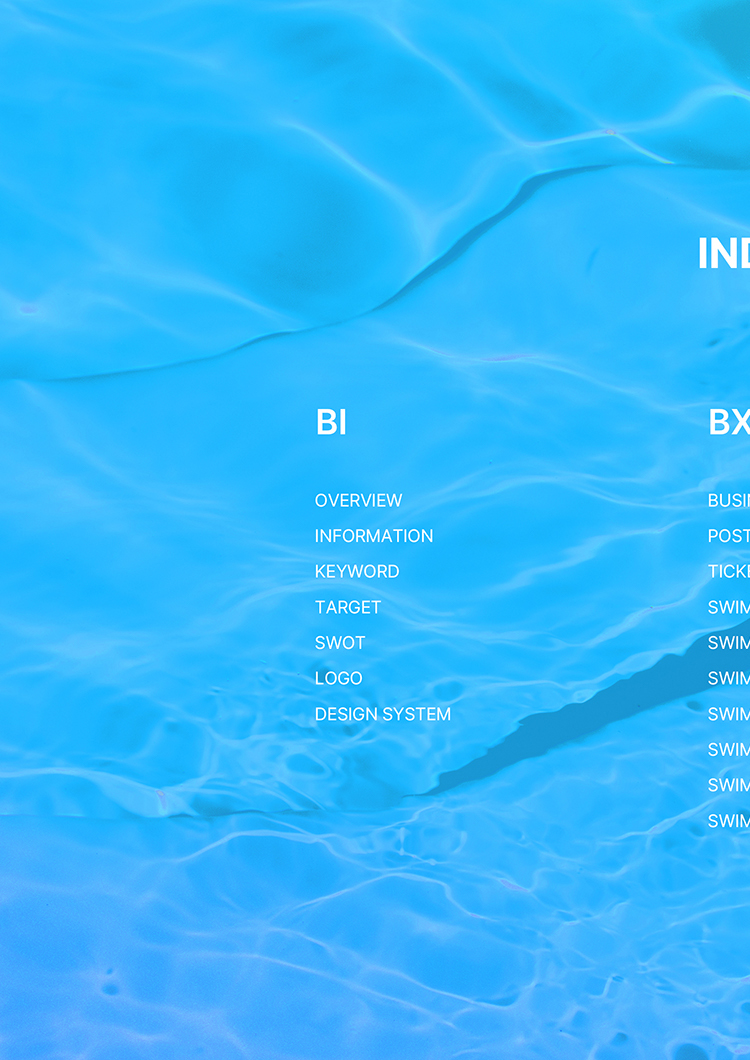 IND
BI
OVERVIEW
INFORMATION
KEYWORD
TARGET
SWOT
LOGO
DESIGN SYSTEM
BX
BUSIN
POST
TICKE
SWIM
SWIM
SWIM
SWIM
SWIM
SWIM
SWIM